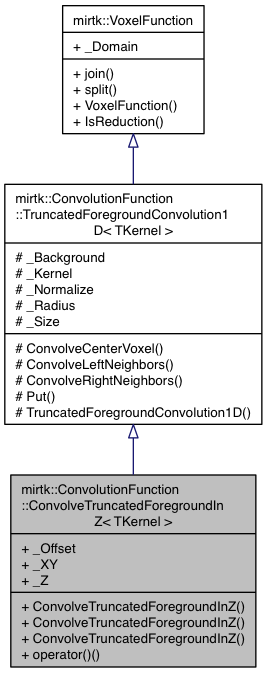 mirtk::VoxelFunction
+ _Domain
+ join()
+ split()
+ VoxelFunction()
+ IsReduction()
mirtk::ConvolutionFunction
::TruncatedForegroundConvolution1
D< TKernel >
# _Background
# _Kernel
# _Normalize
# _Radius
# _Size
# ConvolveCenterVoxel()
# ConvolveLeftNeighbors()
# ConvolveRightNeighbors()
# Put()
# TruncatedForegroundConvolution1D()
mirtk::ConvolutionFunction
::ConvolveTruncatedForegroundIn
Z< TKernel >
+ _Offset
+ _XY
+ _Z
+ ConvolveTruncatedForegroundInZ()
+ ConvolveTruncatedForegroundInZ()
+ ConvolveTruncatedForegroundInZ()
+ operator()()